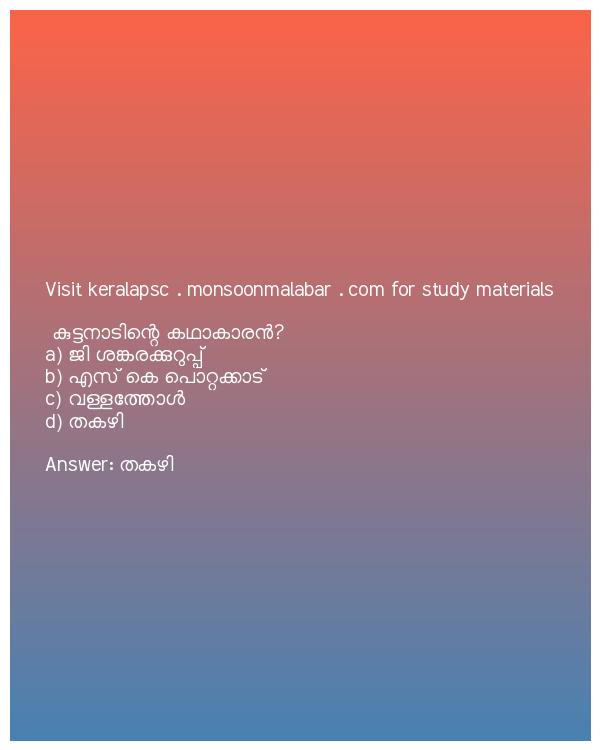 Visit keralapsc . monsoonmalabar . com for study materials
കുട്ടനാടിന്റെ കഥാകാരൻ?
a) ജി ശങ്കരക്കുറുപ്പ്
b) എസ് കെ പൊറ്റക്കാട്
c) വള്ളത്തോൾ
d) തകഴി
Answer: തകഴി